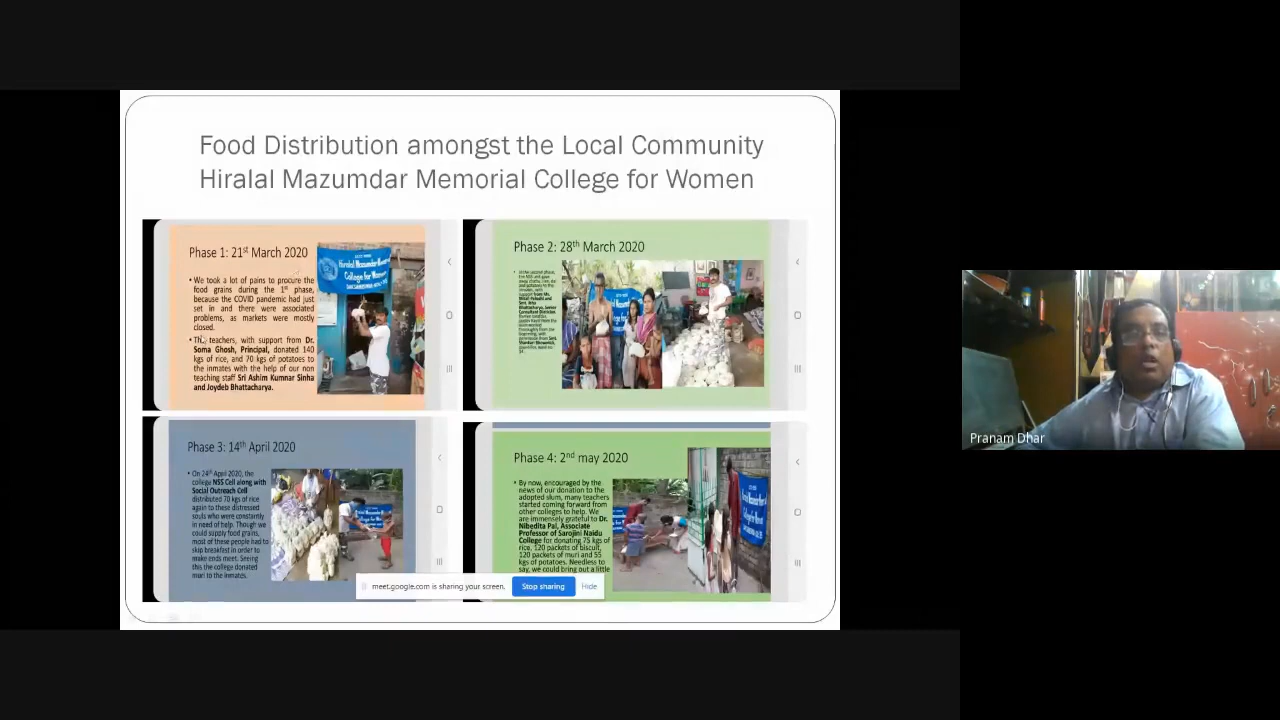 Food Distribution amongst the Local Community
Hiralal Mazumdar Memorial College for Women
Phase 1: 21st March 2020
• We took a lot of pains to procure the
food grains during the 1st phase,
because the COVID pandemic had just
set in and there were associated
problems, as markets were mostly
closed.
• The teachers, with support from Dr.
Soma Ghosh, Principal, donated 140
kgs of rice, and 70 kgs of potatoes to
the inmates with the help of our non
teaching staff Sri Ashim Kumnar Sinha
and Joydeb Bhattacharya.
Hiralal Mazumdar
College for Women
Phase 2: 28th March 2020
Phase 3: 14th April 2020
• On 24th April 2020, the
college NSS Cell along with
Social Outreach Cell
distributed 70 kgs of rice
again to these distressed
souls who were constantly
in need of help. Though we
could supply food grains,
most of these people had to
skip breakfast in order to
make ends meet. Seeing
this the college donated
muri to the inmates.
Phase 4: 2nd may 2020
• By now, encouraged by the
news of our donation to the
adopted slum, many teachers
started coming forward from
other colleges to help. We
are immensely grateful to Dr.
Nibedita Pal, Associate
Professor of Sarojini Naidu
College for donating 75 kgs of
rice, 120 packets of biscuit,
120 packets of muri and 55
kgs of potatoes. Needless to
say, we could bring out a little
meet.google.com is sharing your screen.
Stop sharing
Hide
Pranam Dhar